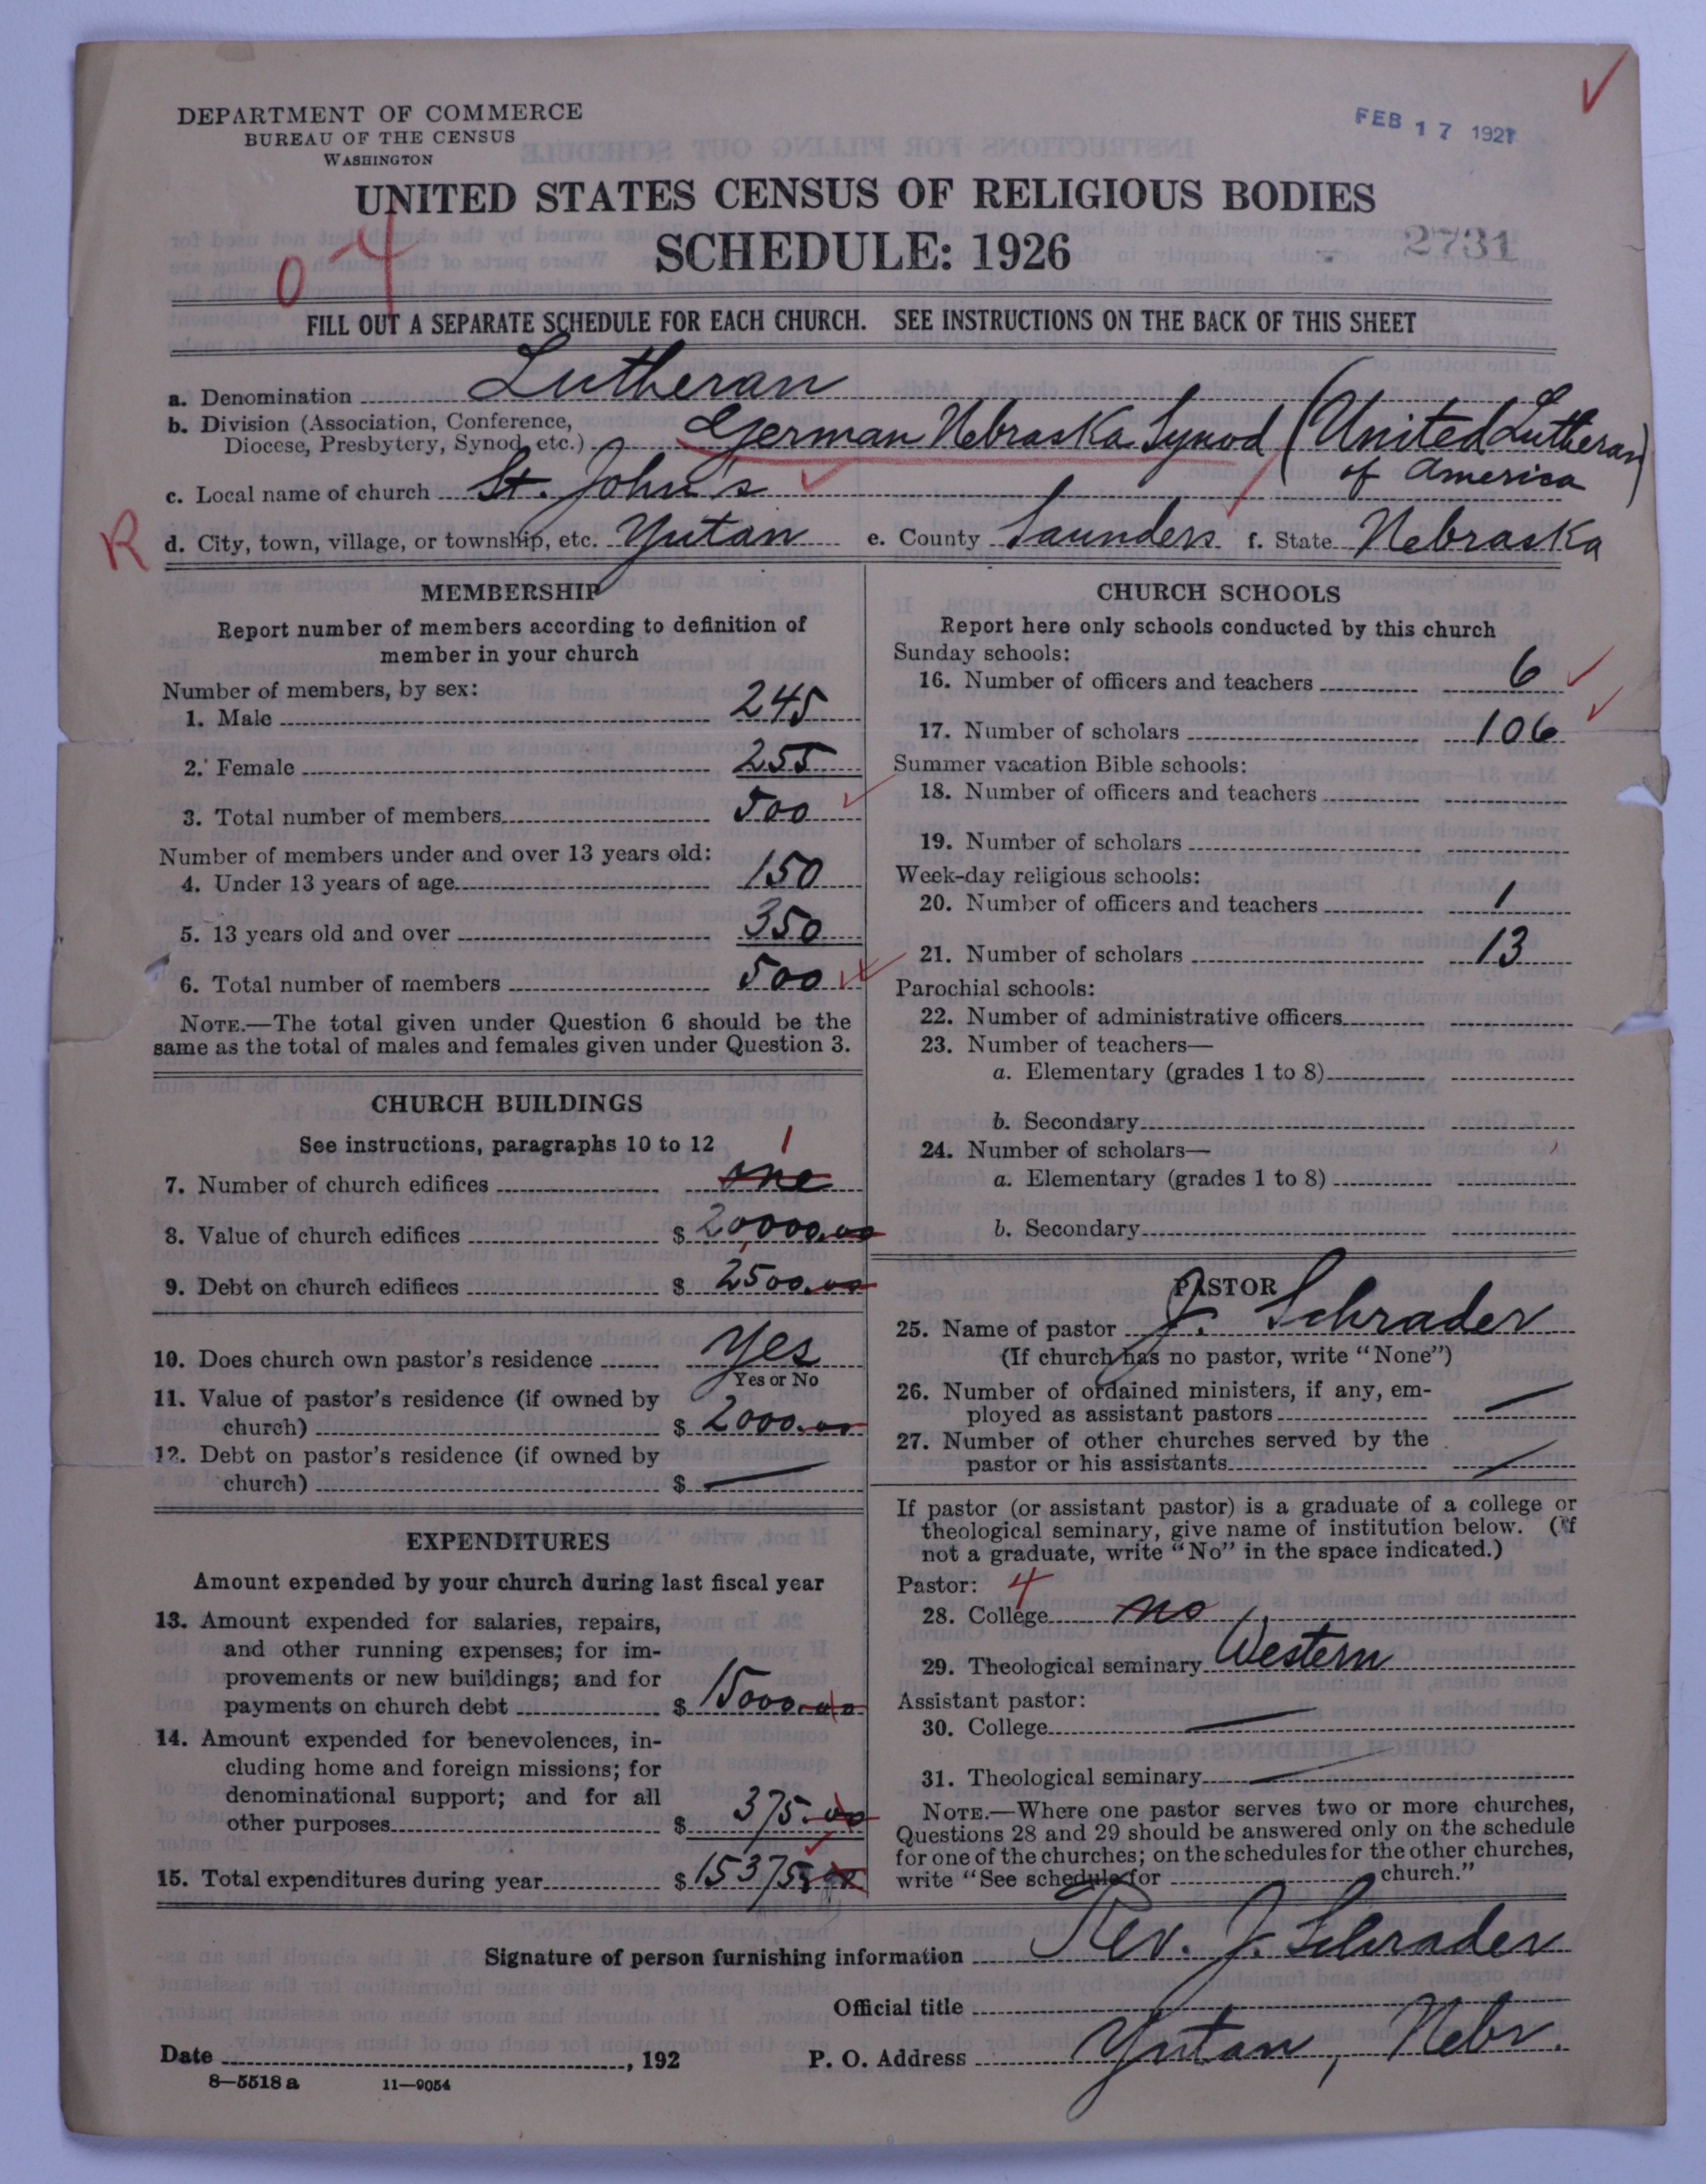 DEPARTMENT OF COMMERCE
BUREAU OF THE CENSUS
WASHINGTON
FEB 17 1927
UNITED STATES CENSUS OF RELIGIOUS BODIES
SCHEDULE: 1926
2731
04
FILL OUT A SEPARATE SCHEDULE FOR EACH CHURCH. SEE INSTRUCTIONS ON THE BACK OF THIS SHEET
a. Denomination Lutheran
b. Division (Association, Conference,
Diocese, Presbytery, Synod, etc.) German Nebraska Synod (United Lutheran
of America)
c. Local name of church St. John's
R
d. City, town, village, or township, etc. Yutan e. County Saunders f. State Nebraska
MEMBERSHIP
Report number of members according to definition of
member in your church
Number of members, by sex:
1. Male 245
2. Female 255
3. Total number of members 500
Number of members under and over 13 years old:
4. Under 13 years of age 150
5. 13 years old and over 350
6. Total number of members 500
NOTE.—The total given under Question 6 should be the
same as the total of males and females given under Question 3.
CHURCH BUILDINGS
See instructions, paragraphs 10 to 12
1
7. Number of church edifices one
8. Value of church edifices $ 20000.00
9. Debt on church edifices $ 2500.00
10. Does church own pastor's residence Yes
Yes or No
11. Value of pastor's residence (if owned by
church) $ 2000.00
12. Debt on pastor's residence (if owned by
church) $ —
EXPENDITURES
Amount expended by your church during last fiscal year
13. Amount expended for salaries, repairs,
and other running expenses; for im-
provements or new buildings; and for
payments on church debt $ 15000.00
14. Amount expended for benevolences, in-
cluding home and foreign missions; for
denominational support; and for all
other purposes $ 375.00
15. Total expenditures during year $ 15375.00
CHURCH SCHOOLS
Report here only schools conducted by this church
Sunday schools:
16. Number of officers and teachers 6
17. Number of scholars 106
Summer vacation Bible schools:
18. Number of officers and teachers
19. Number of scholars
Week-day religious schools:
20. Number of officers and teachers 1
21. Number of scholars 13
Parochial schools:
22. Number of administrative officers
23. Number of teachers—
a. Elementary (grades 1 to 8)
b. Secondary
24. Number of scholars—
a. Elementary (grades 1 to 8)
b. Secondary
PASTOR
25. Name of pastor J. Schrader
(If church has no pastor, write "None")
26. Number of ordained ministers, if any, em-
ployed as assistant pastors —
27. Number of other churches served by the
pastor or his assistants —
If pastor (or assistant pastor) is a graduate of a college or
theological seminary, give name of institution below. (If
not a graduate, write "No" in the space indicated.)
Pastor: 4
28. College no
29. Theological seminary Western
Assistant pastor:
30. College —
31. Theological seminary —
NOTE.—Where one pastor serves two or more churches,
Questions 28 and 29 should be answered only on the schedule
for one of the churches; on the schedules for the other churches,
write "See schedule for church."
Signature of person furnishing information Rev. J. Schrader
Official title
Date , 192 P. O. Address Yutan, Nebr.
8—5518 a 11—9054